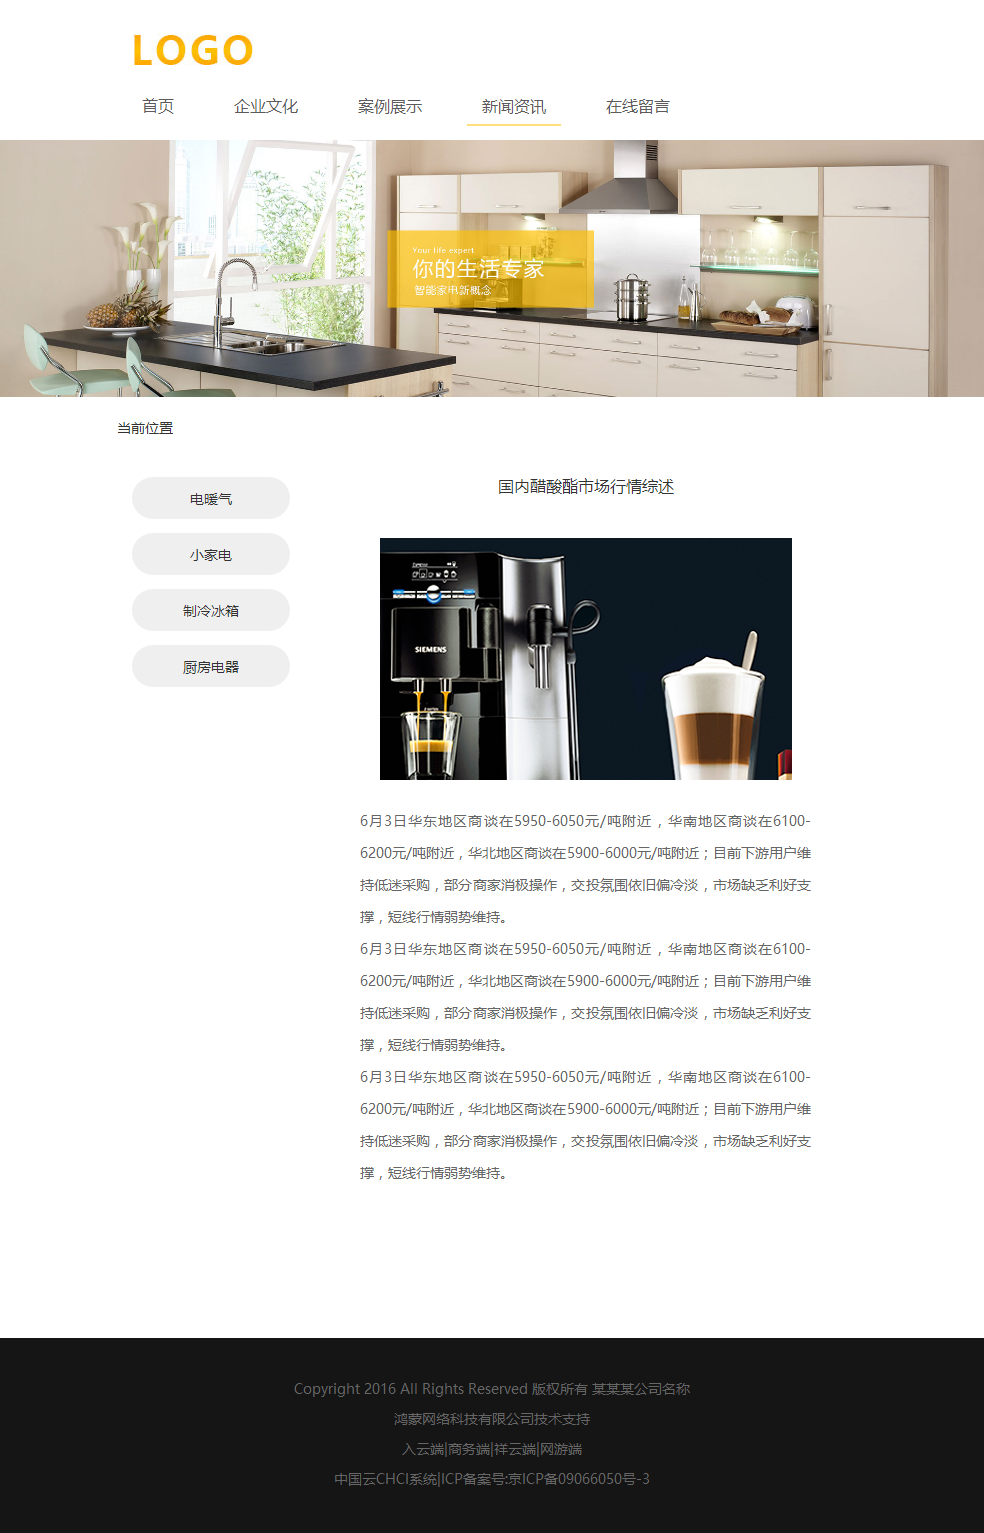 LOGO
首页 企业文化 案例展示 新闻资讯 在线留言
Your life expert
你的生活专家
智能家电新概念
当前位置
电暖气
小家电
制冷冰箱
厨房电器
国内醋酸酯市场行情综述
SIEMENS
6月3日华东地区商谈在5950-6050元/吨附近，华南地区商谈在6100-
6200元/吨附近，华北地区商谈在5900-6000元/吨附近；目前下游用户维
持低迷采购，部分商家消极操作，交投氛围依旧偏冷淡，市场缺乏利好支
撑，短线行情弱势维持。
6月3日华东地区商谈在5950-6050元/吨附近，华南地区商谈在6100-
6200元/吨附近，华北地区商谈在5900-6000元/吨附近；目前下游用户维
持低迷采购，部分商家消极操作，交投氛围依旧偏冷淡，市场缺乏利好支
撑，短线行情弱势维持。
6月3日华东地区商谈在5950-6050元/吨附近，华南地区商谈在6100-
6200元/吨附近，华北地区商谈在5900-6000元/吨附近；目前下游用户维
持低迷采购，部分商家消极操作，交投氛围依旧偏冷淡，市场缺乏利好支
撑，短线行情弱势维持。
Copyright 2016 All Rights Reserved 版权所有 某某某公司名称
鸿蒙网络科技有限公司技术支持
入云端|商务端|祥云端|网游端
中国云CHCI系统|ICP备案号:京ICP备09066050号-3